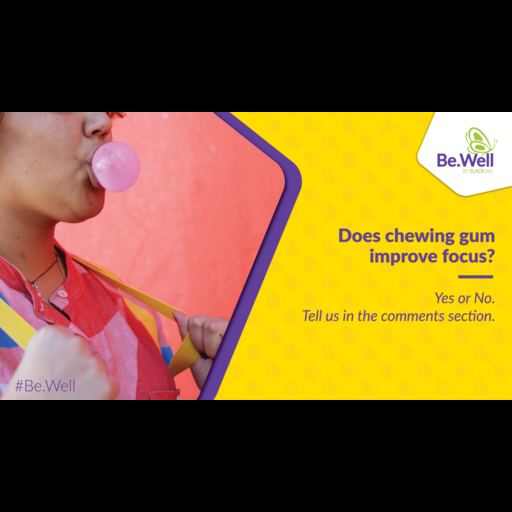 Be.Well
BY SLADE360
Does chewing gum
improve focus?
Yes or No.
Tell us in the comments section.
#Be.Well